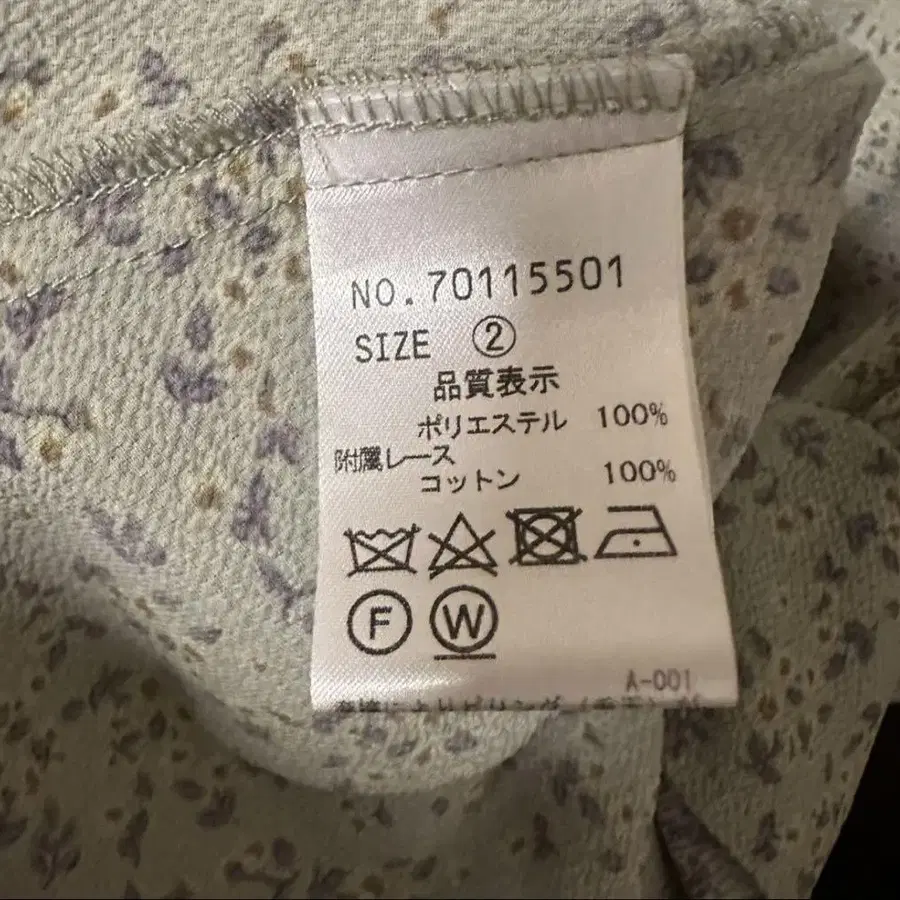 NO.70115501
SIZE ②
品質表示
ポリエステル 100%
附属レース
コットン 100%
F W
A-001